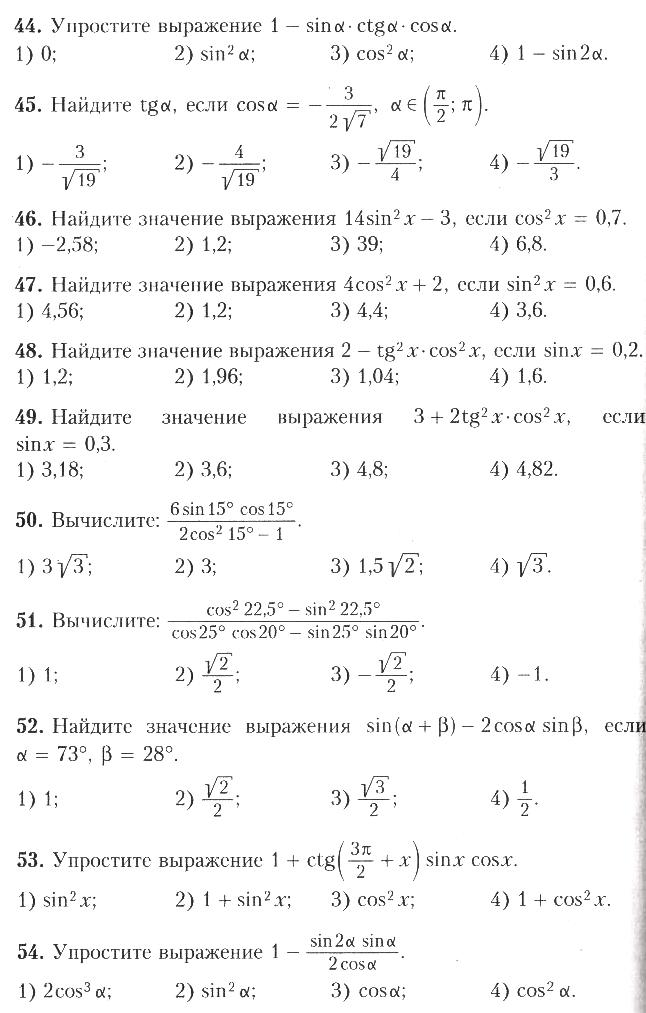 44. Упростите выражение 1 − sinα · ctgα · cosα.
1) 0; 2) sin² α; 3) cos² α; 4) 1 − sin2α.
45. Найдите tgα, если cosα = −3/(2√7), α ∈ (π/2; π).
1) −3/√19; 2) −4/√19; 3) −√19/4; 4) −√19/3.
46. Найдите значение выражения 14sin² x − 3, если cos² x = 0,7.
1) −2,58; 2) 1,2; 3) 39; 4) 6,8.
47. Найдите значение выражения 4cos² x + 2, если sin² x = 0,6.
1) 4,56; 2) 1,2; 3) 4,4; 4) 3,6.
48. Найдите значение выражения 2 − tg² x · cos² x, если sinx = 0,2.
1) 1,2; 2) 1,96; 3) 1,04; 4) 1,6.
49. Найдите значение выражения 3 + 2tg² x · cos² x, если
sinx = 0,3.
1) 3,18; 2) 3,6; 3) 4,8; 4) 4,82.
50. Вычислите: (6 sin 15° cos 15°)/(2cos² 15° − 1).
1) 3√3; 2) 3; 3) 1,5√2; 4) √3.
51. Вычислите: (cos² 22,5° − sin² 22,5°)/(cos25° cos20° − sin25° sin20°).
1) 1; 2) √2/2; 3) −√2/2; 4) −1.
52. Найдите значение выражения sin(α + β) − 2cosα sinβ, если
α = 73°, β = 28°.
1) 1; 2) √2/2; 3) √3/2; 4) 1/2.
53. Упростите выражение 1 + ctg(3π/2 + x) sinx cosx.
1) sin² x; 2) 1 + sin² x; 3) cos² x; 4) 1 + cos² x.
54. Упростите выражение 1 − (sin2α sinα)/(2cosα).
1) 2cos³ α; 2) sin² α; 3) cosα; 4) cos² α.